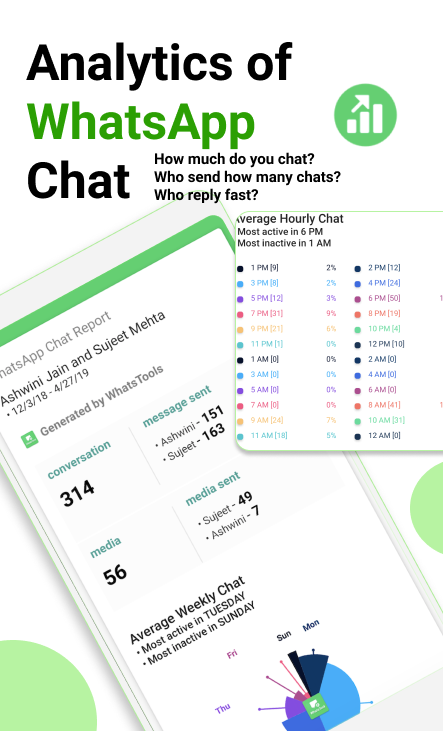 Analytics of
WhatsApp
Chat
How much do you chat?
Who send how many chats?
Who reply fast?
verage Hourly Chat
Most active in 6 PM
Most inactive in 1 AM
1 PM [9] 2% 2 PM [12]
3 PM [8] 2% 4 PM [24]
5 PM [12] 3% 6 PM [50] 1
7 PM [31] 9% 8 PM [19]
9 PM [21] 6% 10 PM [4]
11 PM [1] 0% 12 PM [10]
1 AM [0] 0% 2 AM [0]
3 AM [0] 0% 4 AM [0]
5 AM [0] 0% 6 AM [0]
7 AM [0] 0% 8 AM [41] 1
9 AM [24] 7% 10 AM [31]
11 AM [18] 5% 12 AM [0]
hatsApp Chat Report
Ashwini Jain and Sujeet Mehta
• 12/3/18 - 4/27/19
Generated by WhatsTools
conversation
314
message sent
• Ashwini - 151
• Sujeet - 163
media
56
media sent
• Sujeet - 49
• Ashwini - 7
Average Weekly Chat
• Most active in TUESDAY
• Most inactive in SUNDAY
Sun Mon
Fri
Thu